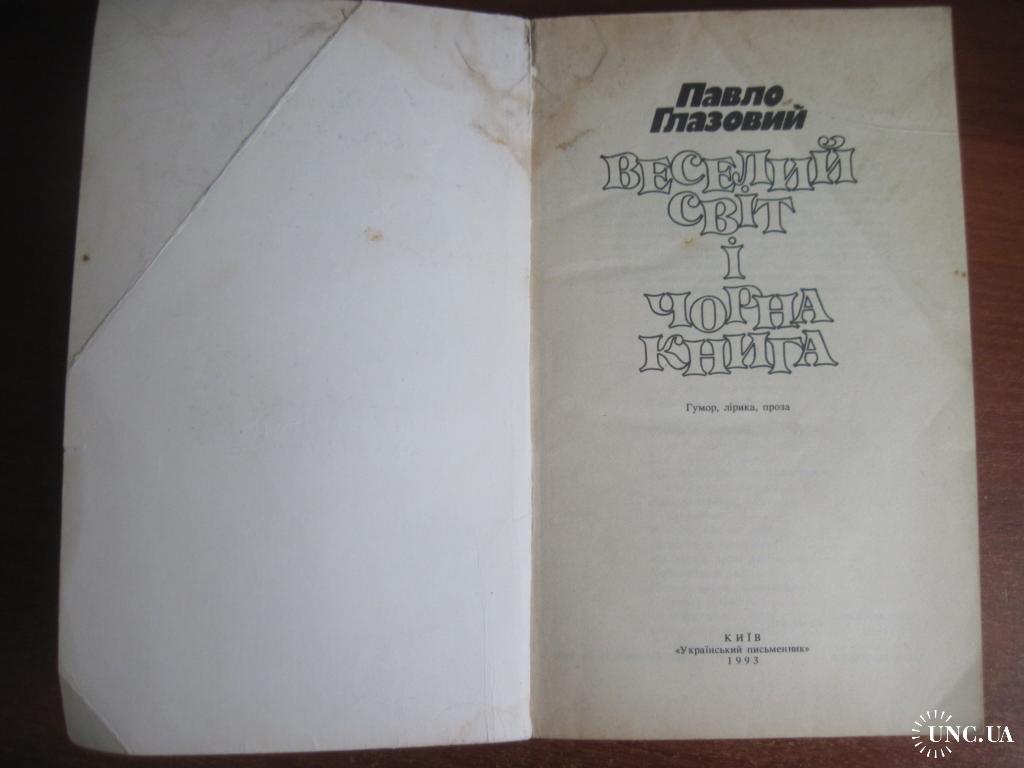 Павло
Глазовий
ВЕСЕЛИЙ
СВІТ
І
ЧОРНА
КНИГА
Гумор, лірика, проза
КИЇВ
«Український письменник»
1993
UNC.UA